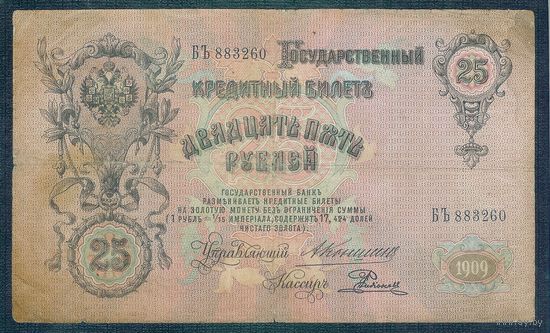 БЪ 883260
Государственный
25
Кредитный Билетъ
Двадцать пять
рублей
ГОСУДАРСТВЕННЫЙ БАНКЪ
РАЗМѢНИВАЕТЪ КРЕДИТНЫЕ БИЛЕТЫ
НА ЗОЛОТУЮ МОНЕТУ БЕЗЪ ОГРАНИЧЕНІЯ СУММЫ
(1 РУБЛЬ = 1/15 ИМПЕРІАЛА, СОДЕРЖИТЪ 17,424 ДОЛЕЙ
ЧИСТАГО ЗОЛОТА).
БЪ 883260
25
Управляющій
Кассиръ
1909